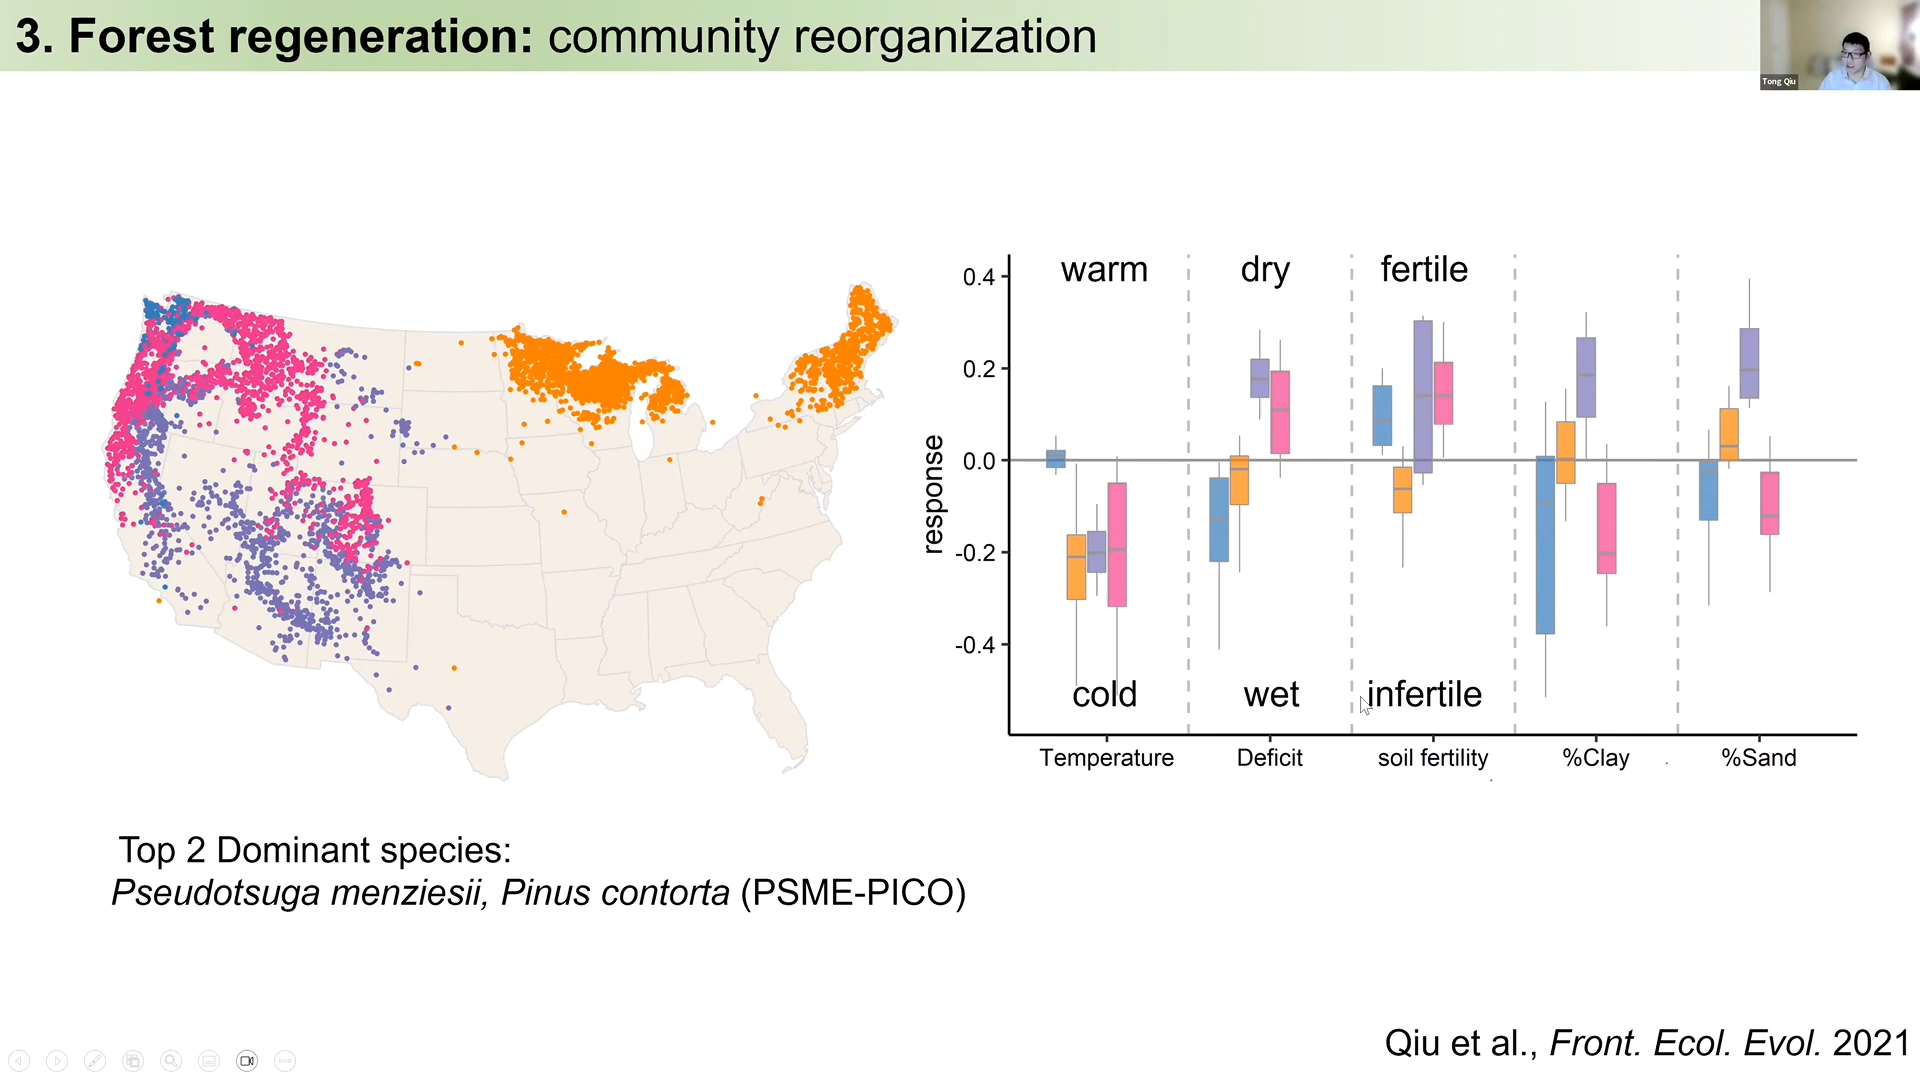 3. Forest regeneration: community reorganization
Tong Qiu
warm
dry
fertile
0.4
0.2
0.0
-0.2
-0.4
response
cold
wet
infertile
Temperature
Deficit
soil fertility
%Clay
%Sand
Top 2 Dominant species:
Pseudotsuga menziesii, Pinus contorta (PSME-PICO)
Qiu et al., Front. Ecol. Evol. 2021